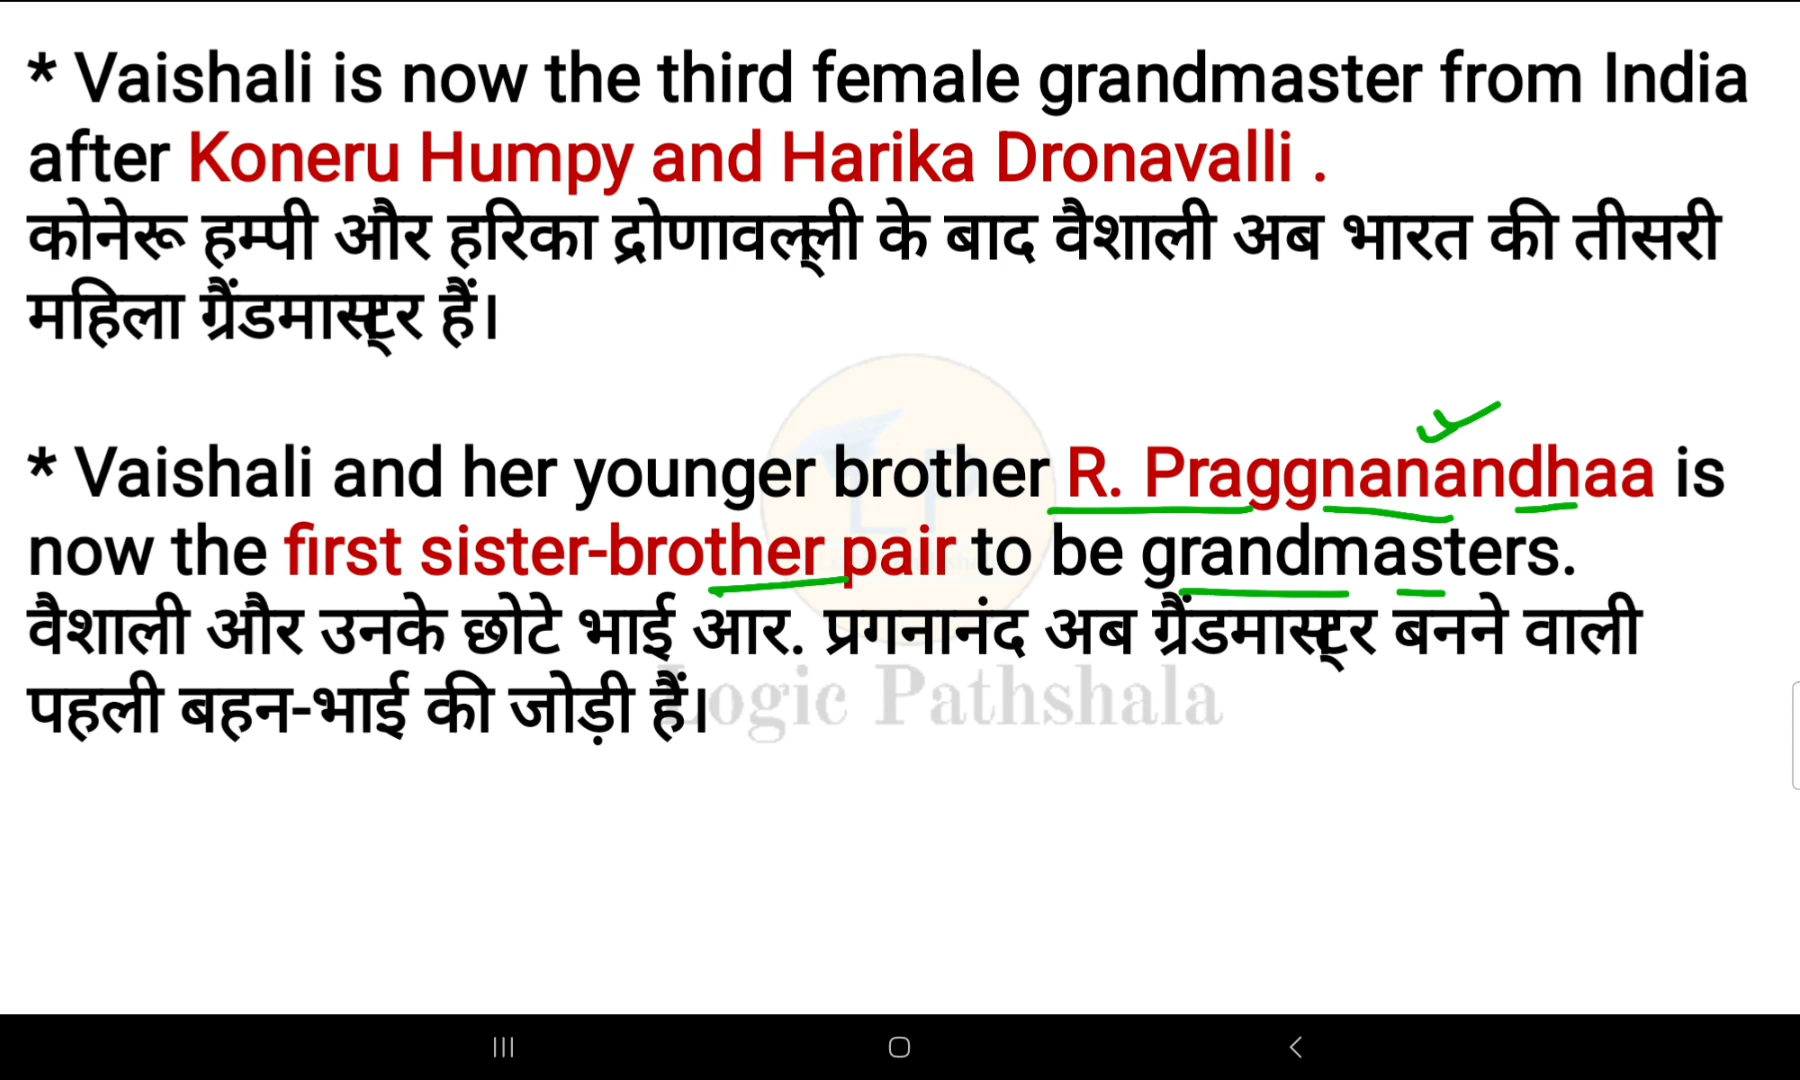 * Vaishali is now the third female grandmaster from India
after Koneru Humpy and Harika Dronavalli .
कोनेरू हम्पी और हरिका द्रोणावल्ली के बाद वैशाली अब भारत की तीसरी
महिला ग्रैंडमास्टर हैं।
* Vaishali and her younger brother R. Praggnanandhaa is
now the first sister-brother pair to be grandmasters.
वैशाली और उनके छोटे भाई आर. प्रगनानंद अब ग्रैंडमास्टर बनने वाली
पहली बहन-भाई की जोड़ी हैं।
Logic Pathshala